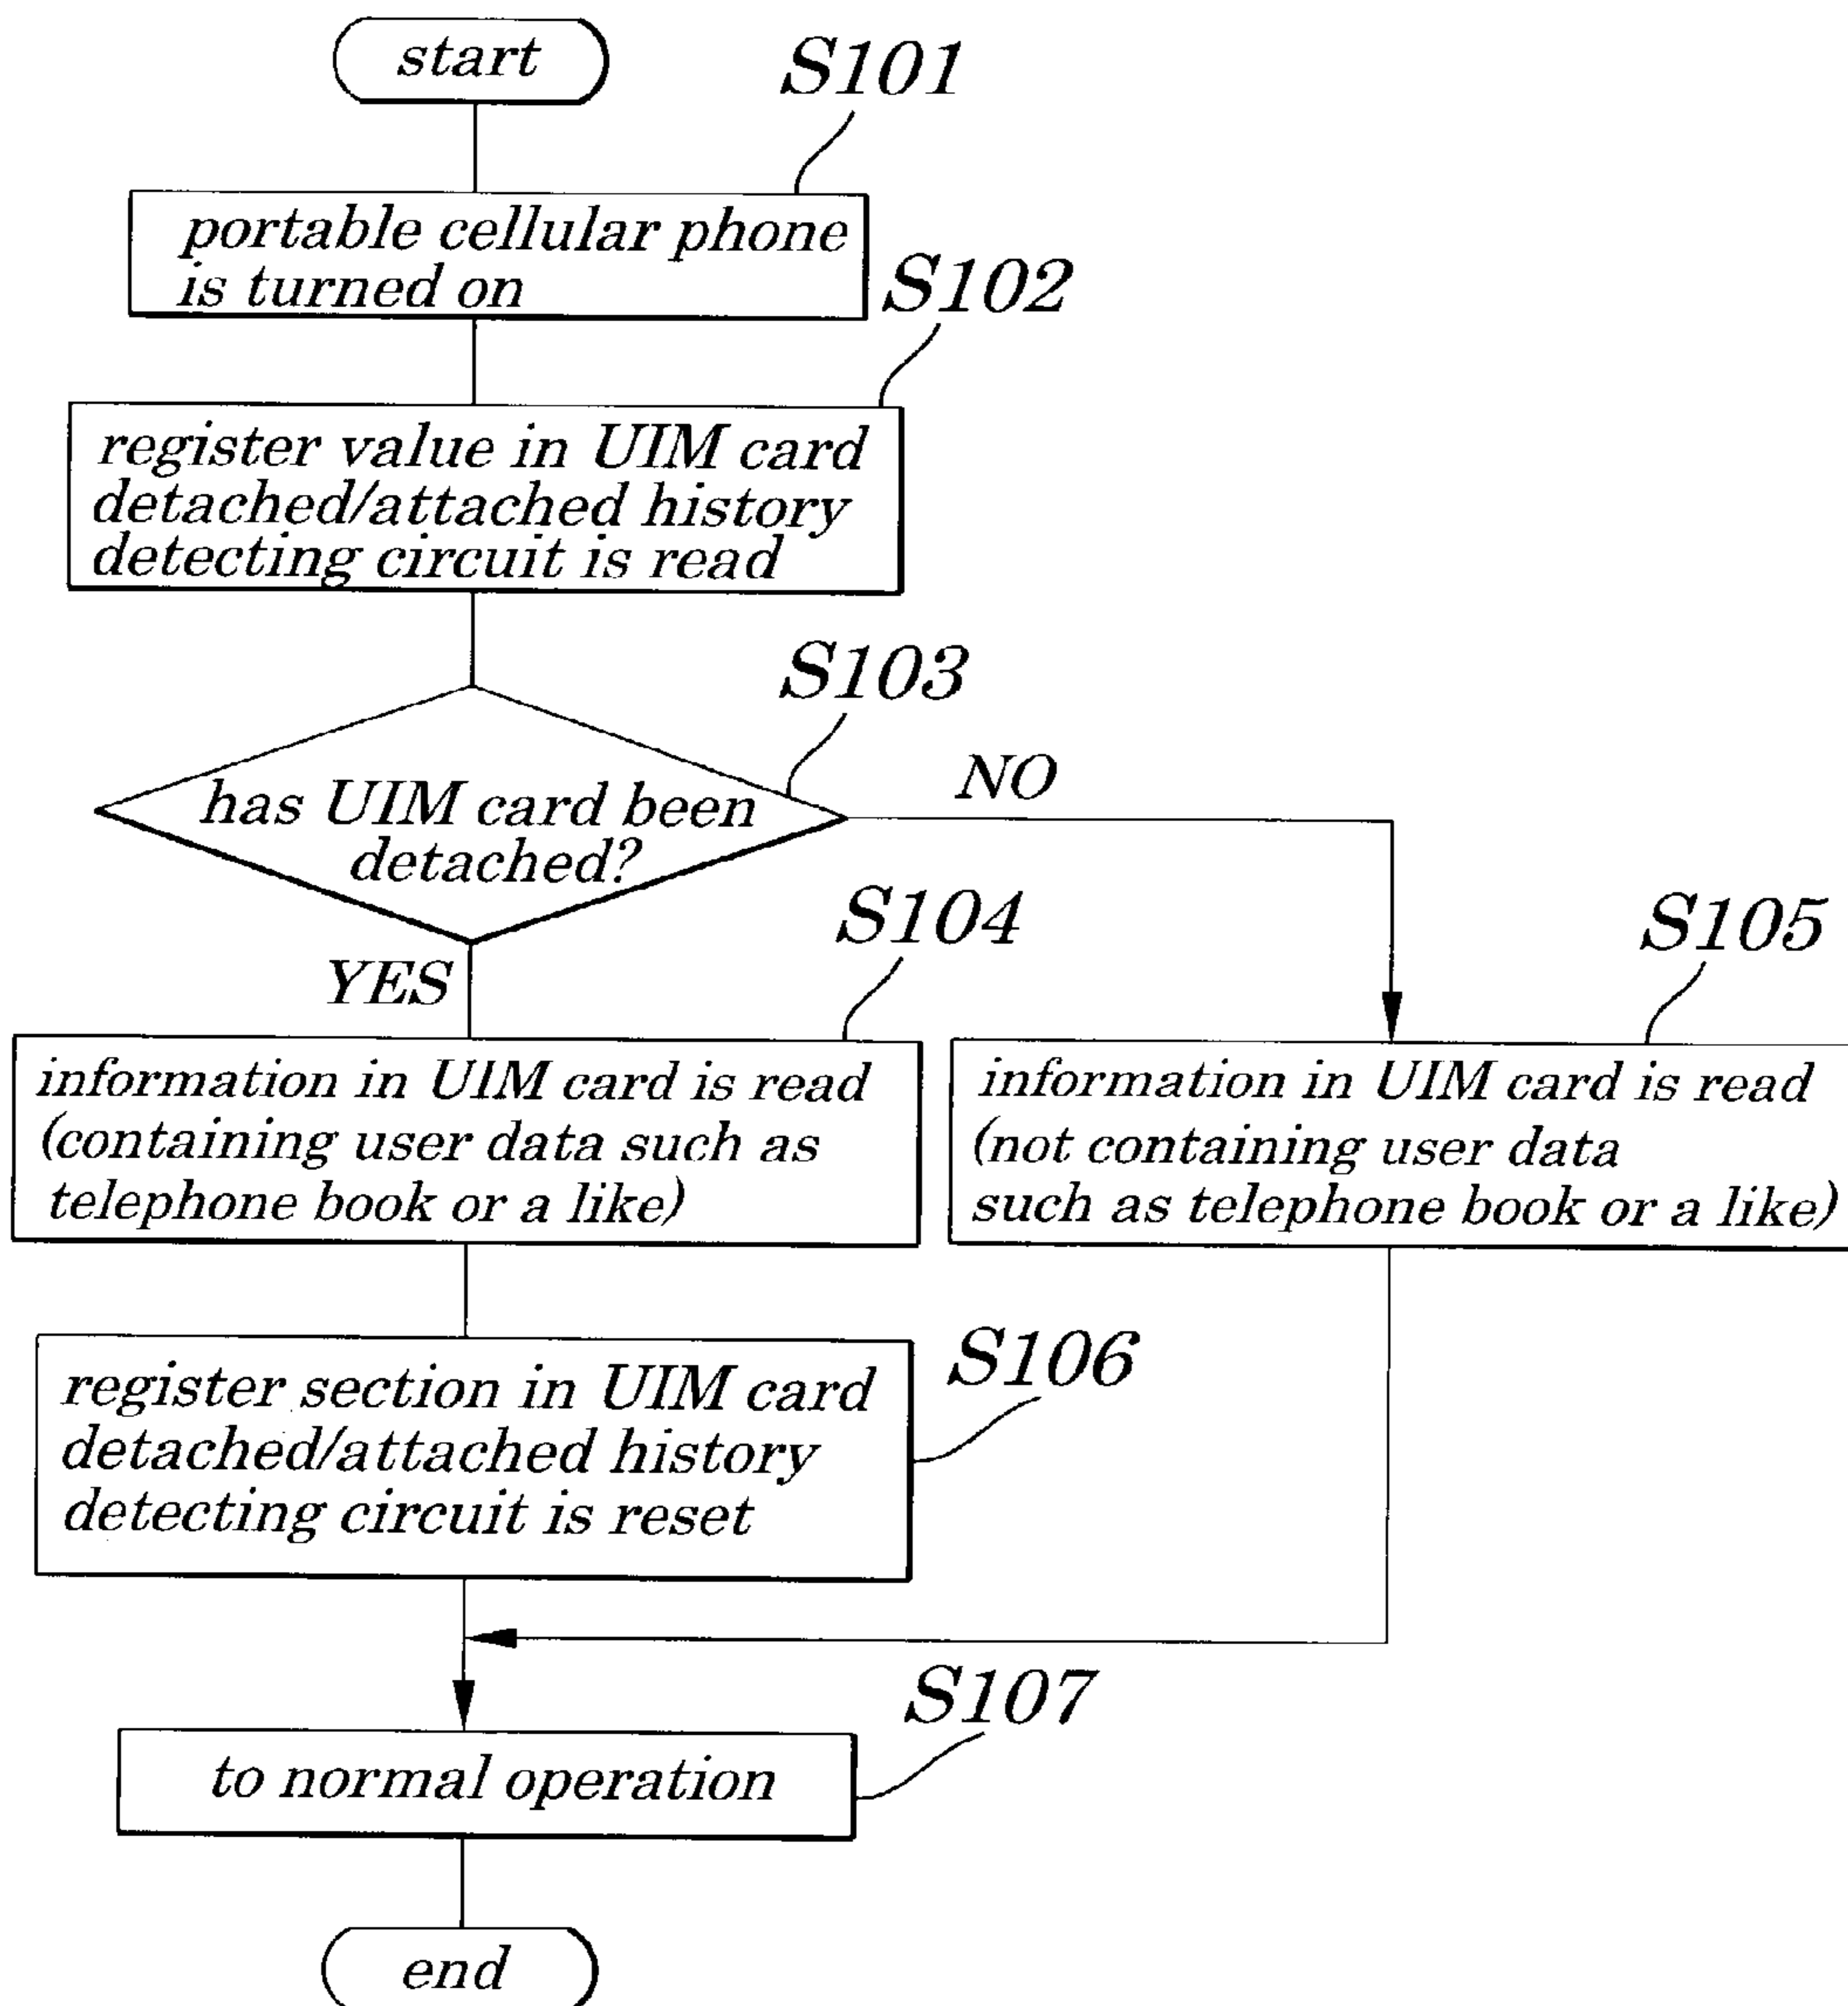 start
S101
portable cellular phone
is turned on
S102
register value in UIM card
detached/attached history
detecting circuit is read
S103
has UIM card been
detached?
NO
YES
S104
information in UIM card is read
(containing user data such as
telephone book or a like)
S105
information in UIM card is read
(not containing user data
such as telephone book or a like)
S106
register section in UIM card
detached/attached history
detecting circuit is reset
S107
to normal operation
end